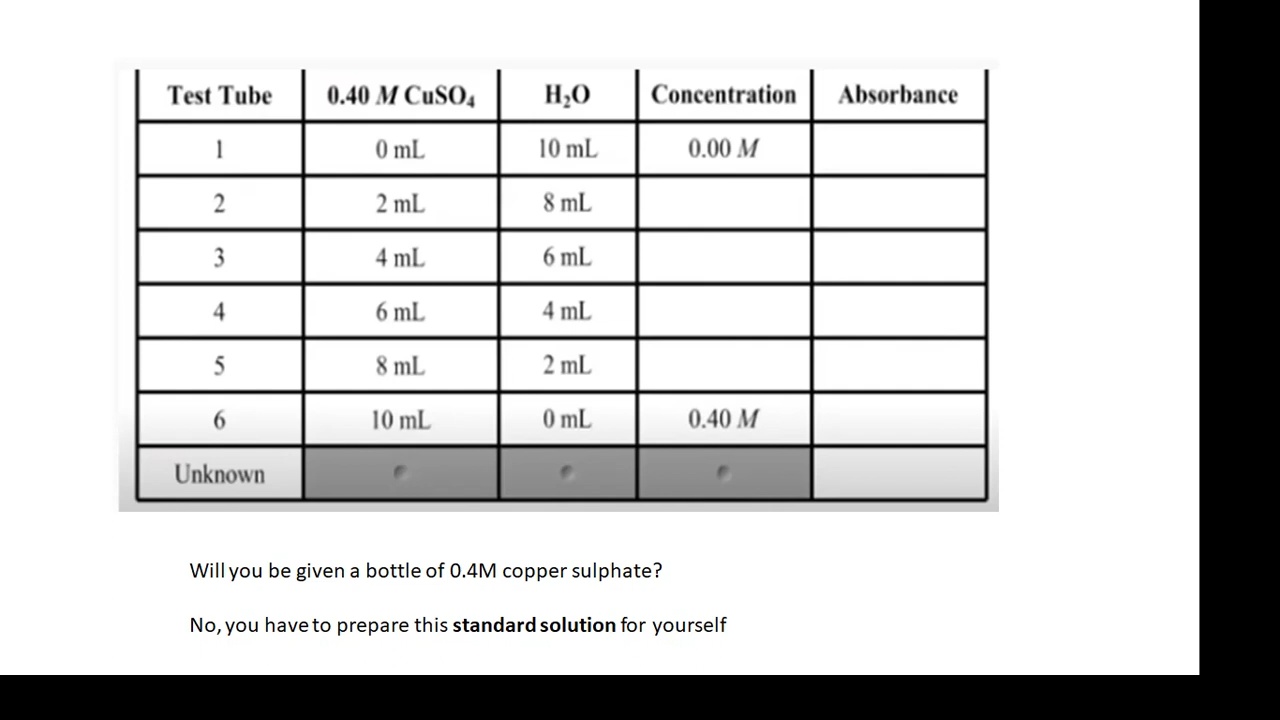 Test Tube 0.40 M CuSO₄ H₂O Concentration Absorbance
1 0 mL 10 mL 0.00 M
2 2 mL 8 mL
3 4 mL 6 mL
4 6 mL 4 mL
5 8 mL 2 mL
6 10 mL 0 mL 0.40 M
Unknown
Will you be given a bottle of 0.4M copper sulphate?
No, you have to prepare this standard solution for yourself